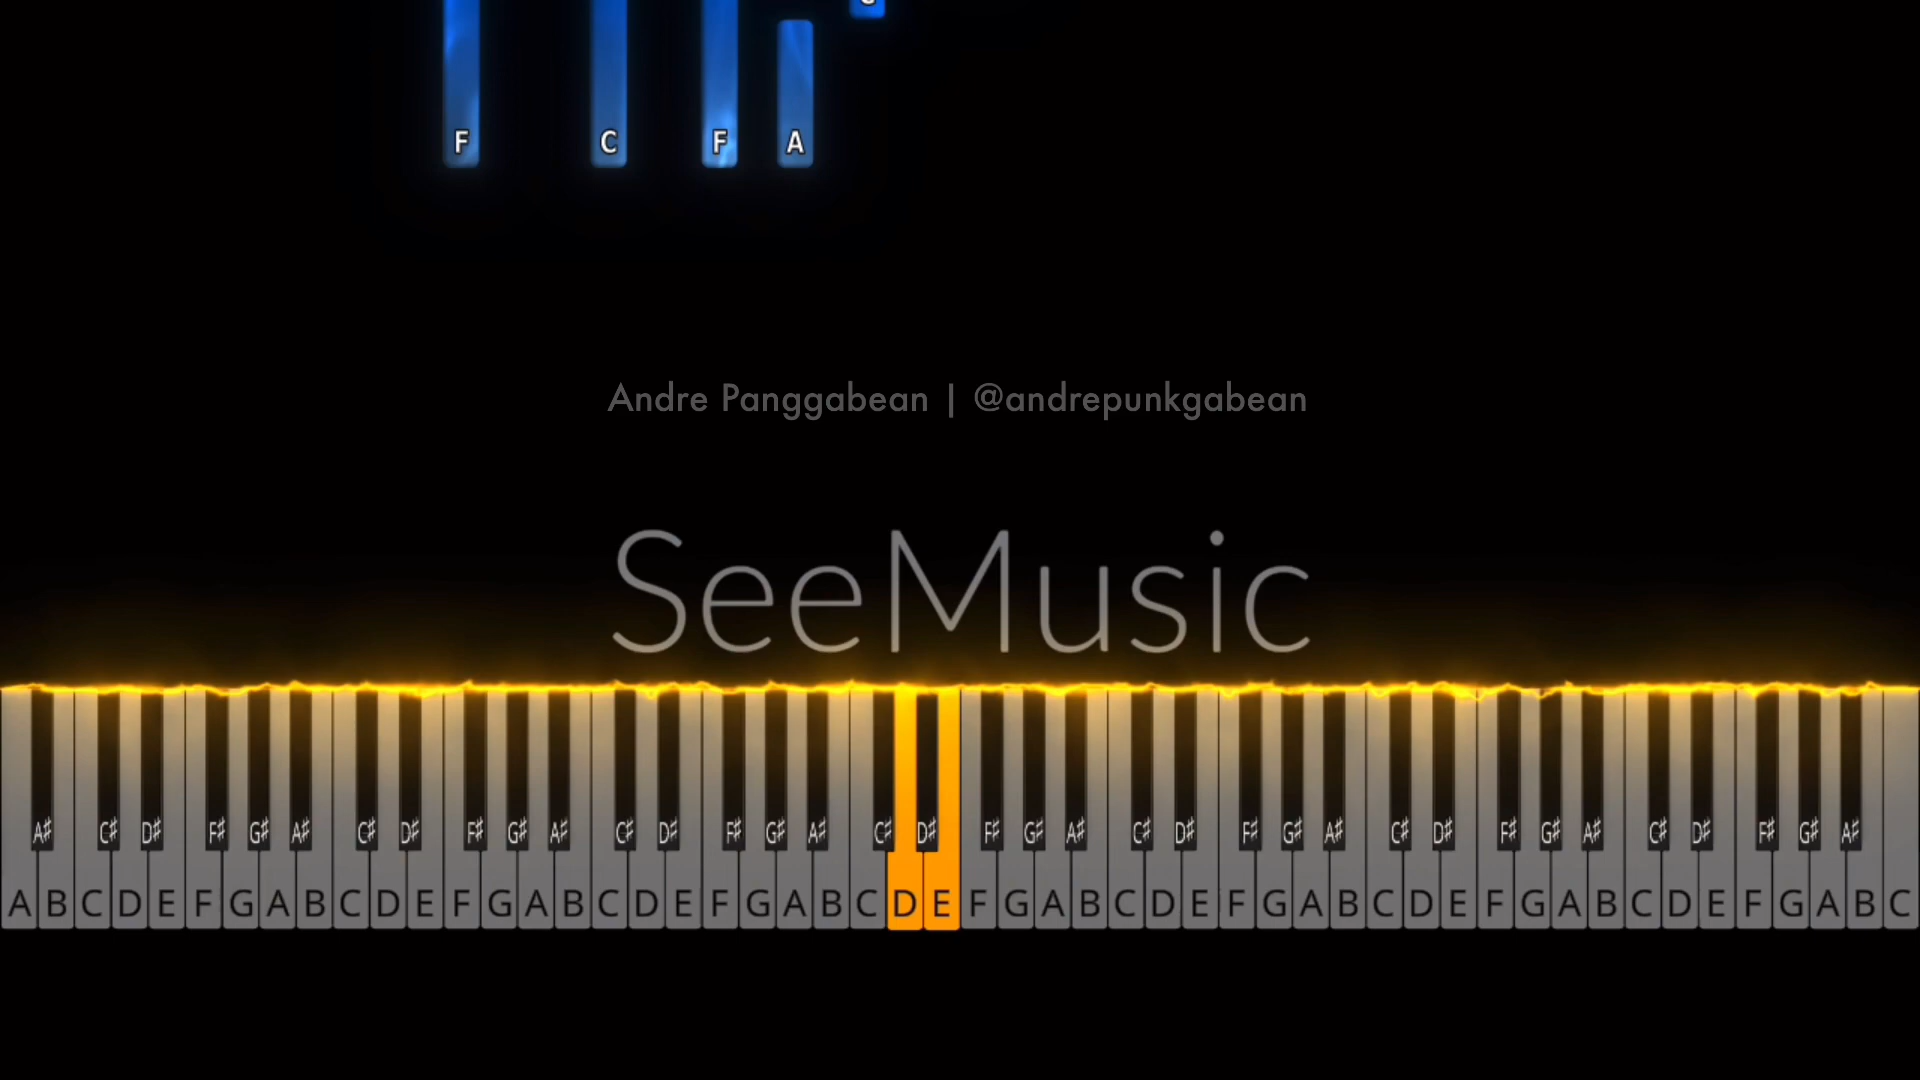 F C F A
Andre Panggabean | @andrepunkgabean
SeeMusic
A# C# D# F# G# A# C# D# F# G# A# C# D# F# G# A# C# D# F# G# A# C# D# F# G# A# C# D# F# G# A# C# D# F# G# A#
A B C D E F G A B C D E F G A B C D E F G A B C D E F G A B C D E F G A B C D E F G A B C D E F G A B C